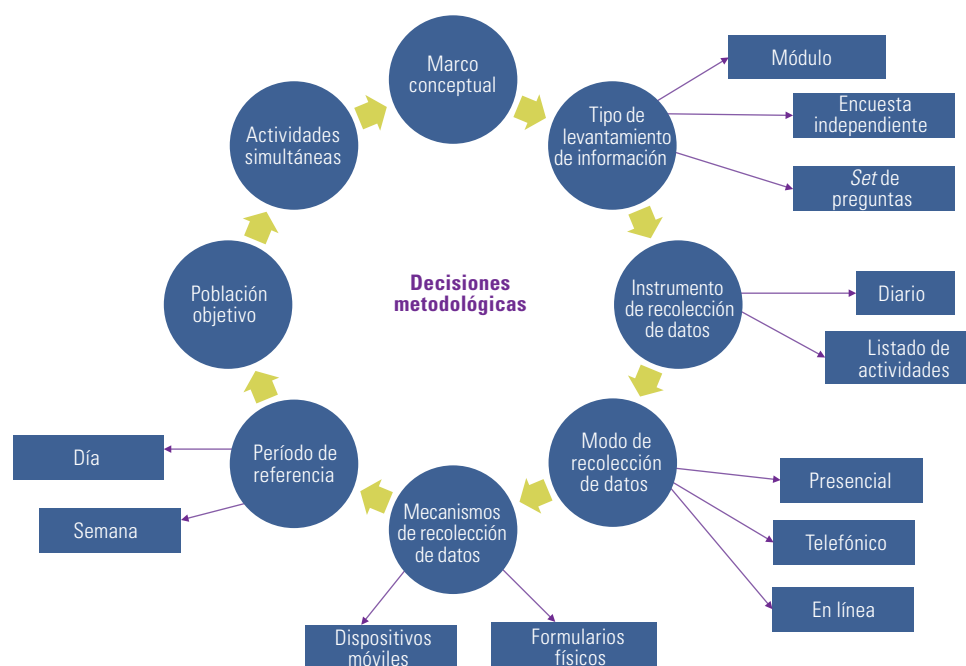 Marco
conceptual
Tipo de
levantamiento
de información
Módulo
Encuesta
independiente
Set de
preguntas
Instrumento
de recolección
de datos
Diario
Listado de
actividades
Modo de
recolección
de datos
Presencial
Telefónico
En línea
Mecanismos
de recolección
de datos
Dispositivos
móviles
Formularios
físicos
Período de
referencia
Día
Semana
Población
objetivo
Actividades
simultáneas
Decisiones
metodológicas